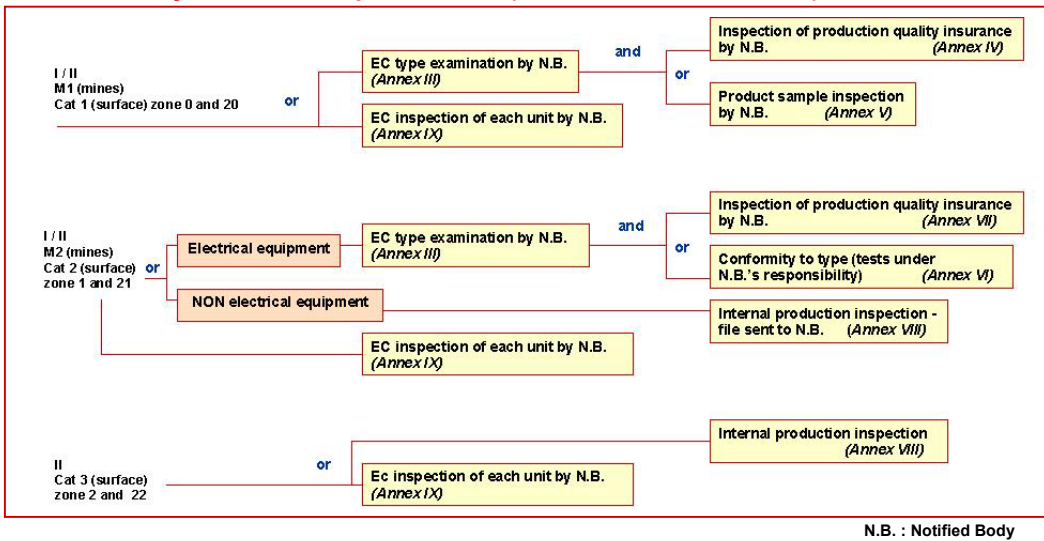 I / II
M1 (mines)
Cat 1 (surface) zone 0 and 20
or
EC type examination by N.B.
(Annex III)
and
Inspection of production quality insurance
by N.B. (Annex IV)
or
Product sample inspection
by N.B. (Annex V)
EC inspection of each unit by N.B.
(Annex IX)
I / II
M2 (mines)
Cat 2 (surface)
zone 1 and 21
or
Electrical equipment
EC type examination by N.B.
(Annex III)
and
Inspection of production quality insurance
by N.B. (Annex VII)
or
Conformity to type (tests under
N.B.'s responsibility) (Annex VI)
NON electrical equipment
Internal production inspection -
file sent to N.B. (Annex VIII)
EC inspection of each unit by N.B.
(Annex IX)
II
Cat 3 (surface)
zone 2 and 22
or
Internal production inspection
(Annex VIII)
Ec inspection of each unit by N.B.
(Annex IX)
N.B. : Notified Body